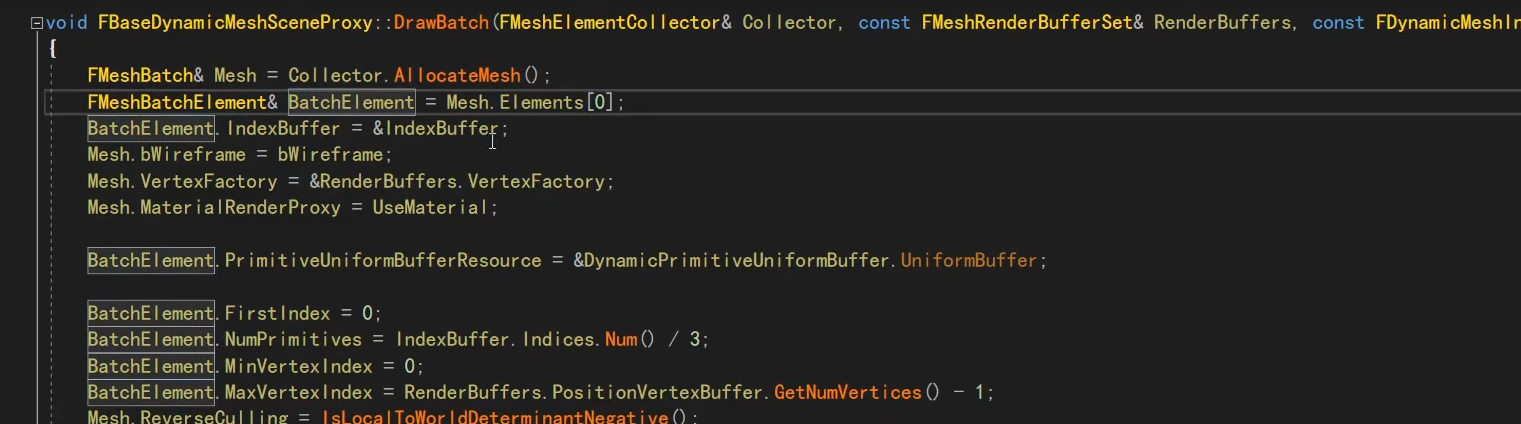 void FBaseDynamicMeshSceneProxy::DrawBatch(FMeshElementCollector& Collector, const FMeshRenderBufferSet& RenderBuffers, const FDynamicMeshIn
{
FMeshBatch& Mesh = Collector.AllocateMesh();
FMeshBatchElement& BatchElement = Mesh.Elements[0];
BatchElement.IndexBuffer = &IndexBuffer;
Mesh.bWireframe = bWireframe;
Mesh.VertexFactory = &RenderBuffers.VertexFactory;
Mesh.MaterialRenderProxy = UseMaterial;
BatchElement.PrimitiveUniformBufferResource = &DynamicPrimitiveUniformBuffer.UniformBuffer;
BatchElement.FirstIndex = 0;
BatchElement.NumPrimitives = IndexBuffer.Indices.Num() / 3;
BatchElement.MinVertexIndex = 0;
BatchElement.MaxVertexIndex = RenderBuffers.PositionVertexBuffer.GetNumVertices() - 1;
Mesh.ReverseCulling = IsLocalToWorldDeterminantNegative();